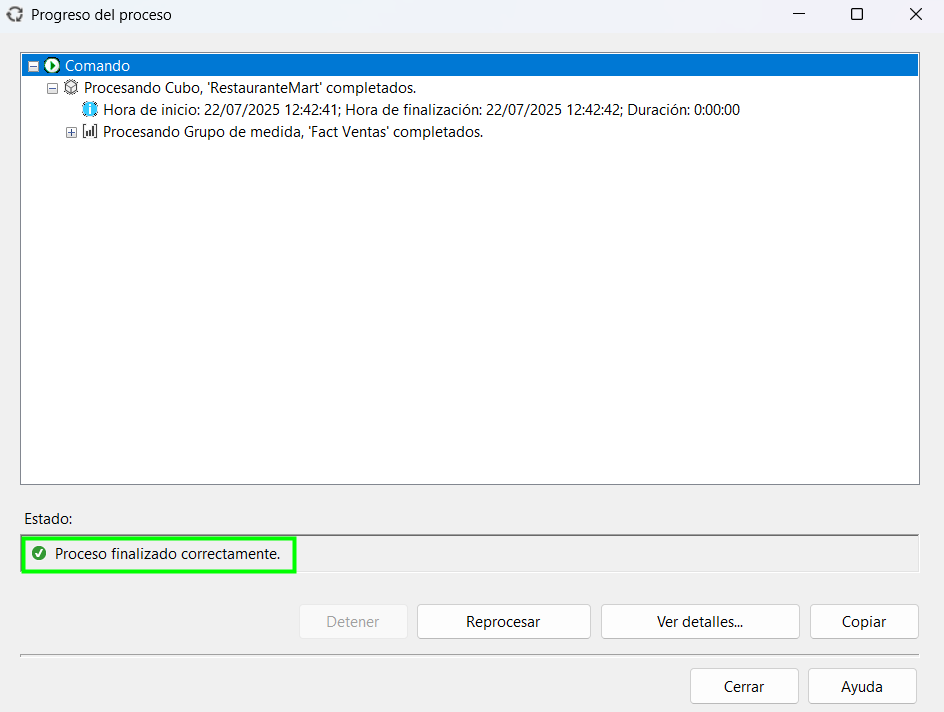 Progreso del proceso
Comando
Procesando Cubo, 'RestauranteMart' completados.
Hora de inicio: 22/07/2025 12:42:41; Hora de finalización: 22/07/2025 12:42:42; Duración: 0:00:00
Procesando Grupo de medida, 'Fact Ventas' completados.
Estado:
Proceso finalizado correctamente.
Detener Reprocesar Ver detalles... Copiar
Cerrar Ayuda